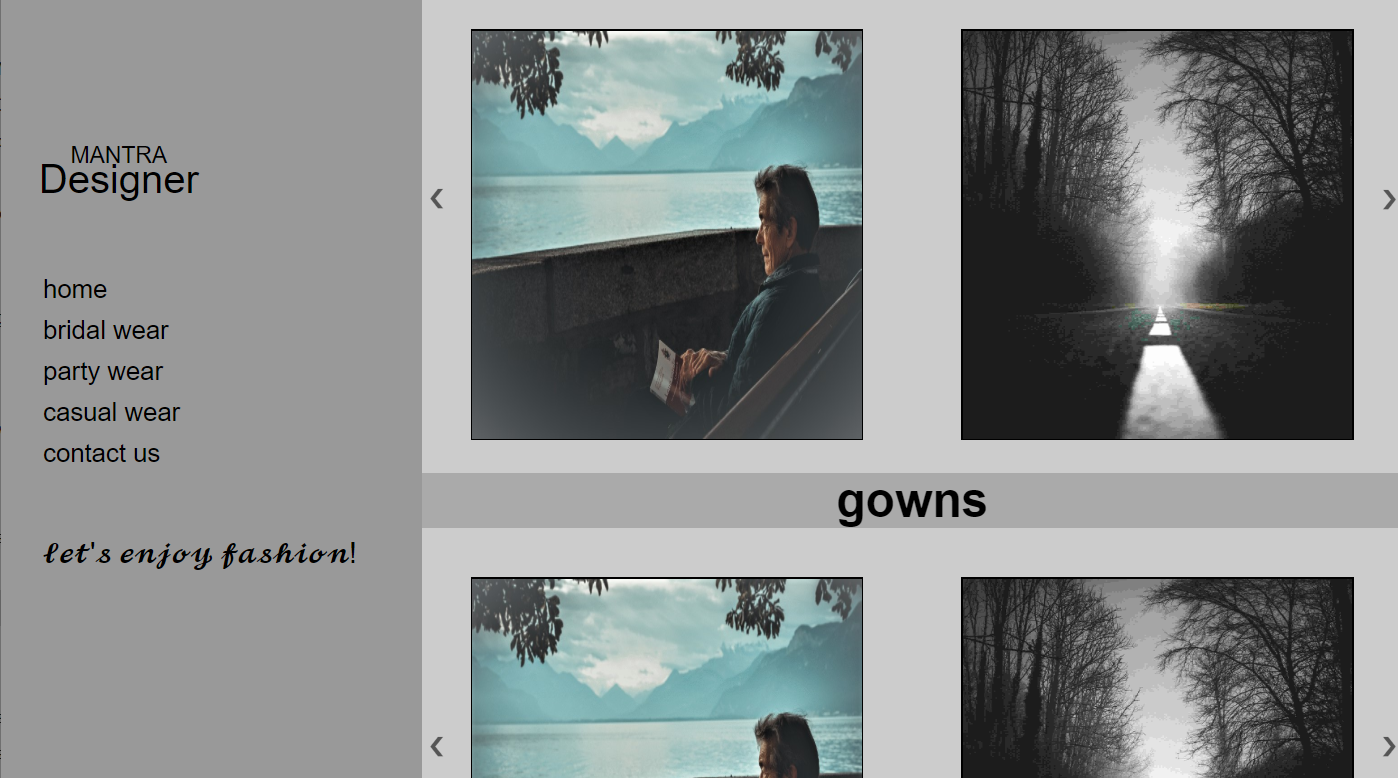 MANTRA
Designer
home
bridal wear
party wear
casual wear
contact us
let's enjoy fashion!
❮
❯
gowns
❮
❯